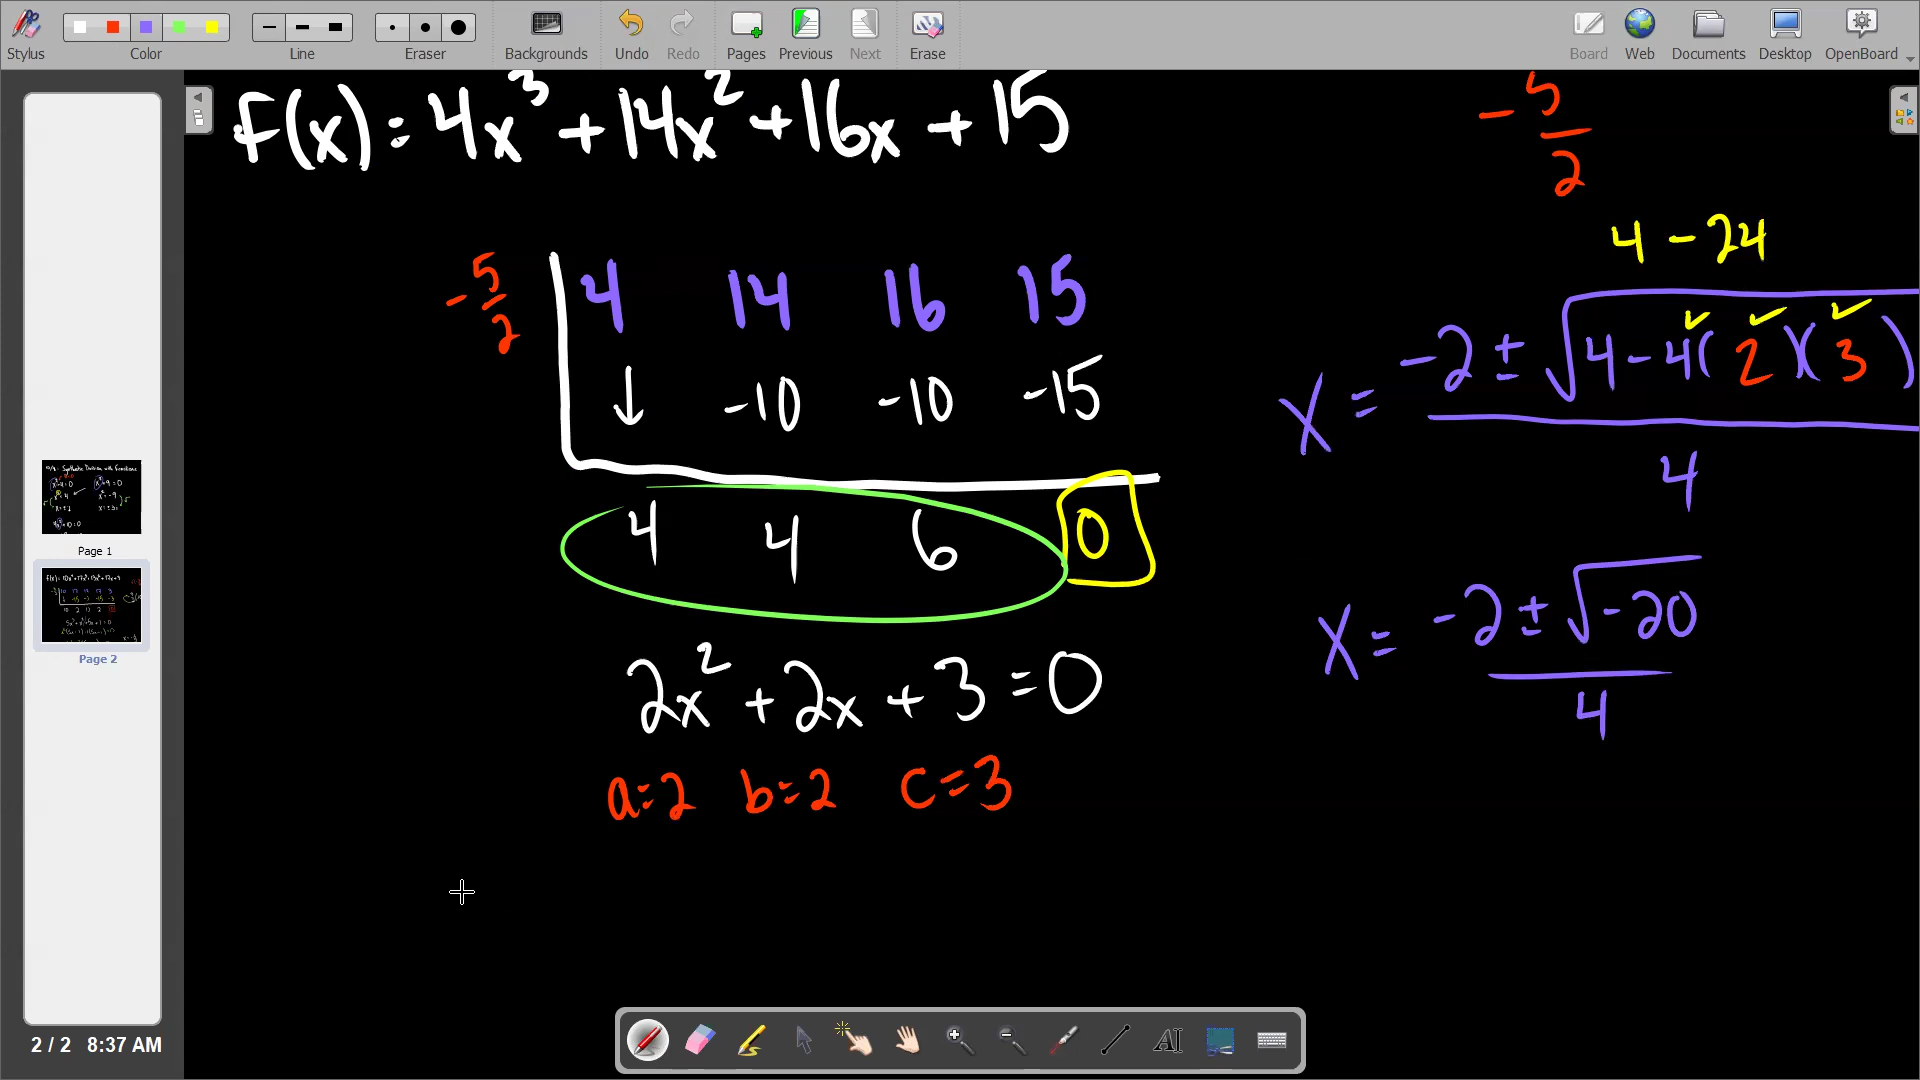 Stylus Color Line Eraser Backgrounds Undo Redo Pages Previous Next Erase Board Web Documents Desktop OpenBoard
F(x) = 4x³ + 14x² + 16x + 15
-5/2
-5/2 4 14 16 15
↓ -10 -10 -15
4 4 6 0
2x² + 2x + 3 = 0
a=2 b=2 c=3
4 - 24
x = -2 ± √4 - 4(2)(3)
4
x = -2 ± √-20
4
Page 1
Page 2
2 / 2 8:37 AM
AI